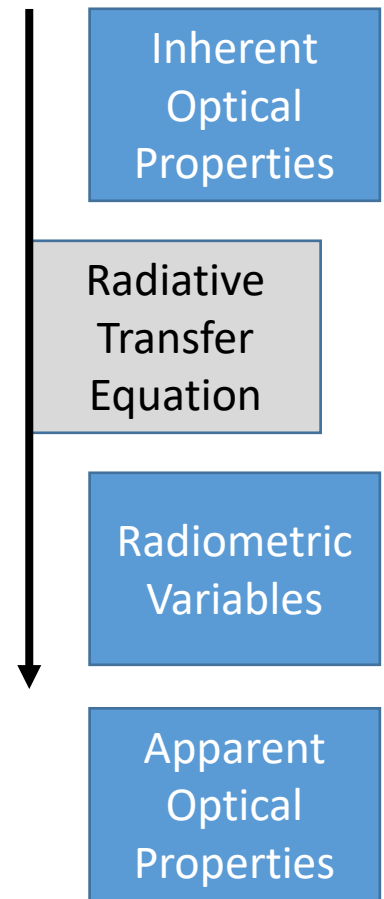 Inherent
Optical
Properties
Radiative
Transfer
Equation
Radiometric
Variables
Apparent
Optical
Properties